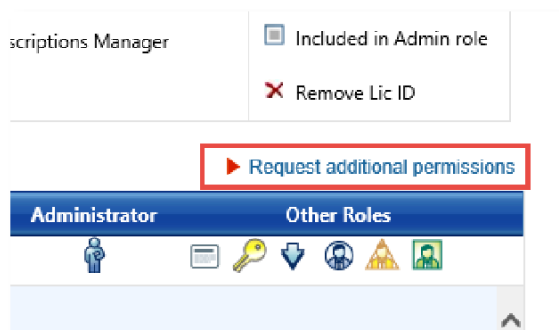 scriptions Manager
Included in Admin role
Remove Lic ID
Request additional permissions
Administrator Other Roles